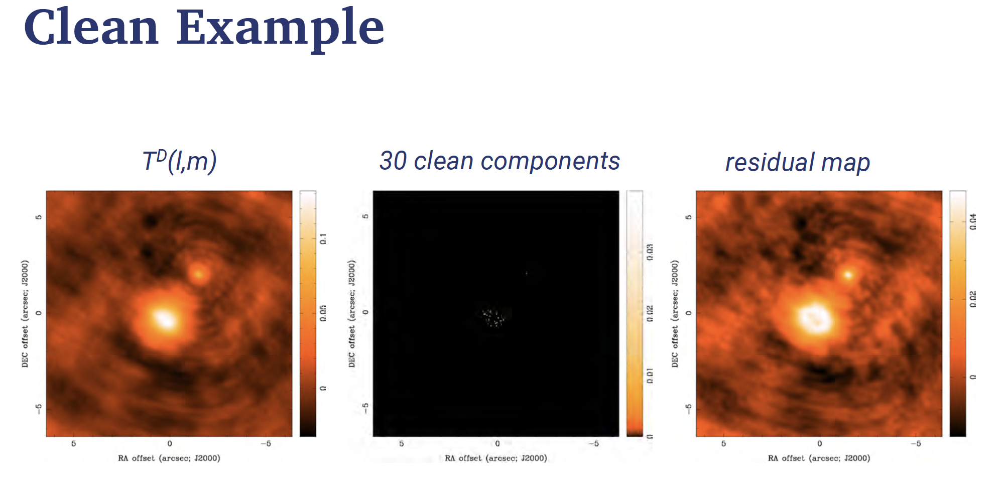 Clean Example
T^D(l,m)
30 clean components
residual map
DEC offset (arcsec; J2000)
5
0
-5
5
0
-5
RA offset (arcsec; J2000)
0.1
0.05
0
DEC offset (arcsec; J2000)
5
0
-5
5
0
-5
RA offset (arcsec; J2000)
0.03
0.02
0.01
0
DEC offset (arcsec; J2000)
5
0
-5
5
0
-5
RA offset (arcsec; J2000)
0.04
0.02
0